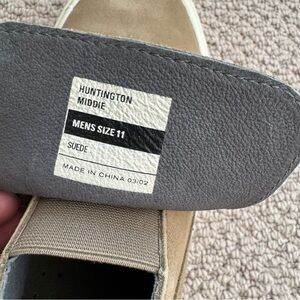 HUNTINGTON
MIDDIE
MENS SIZE 11
SUEDE
MADE IN CHINA 03/02